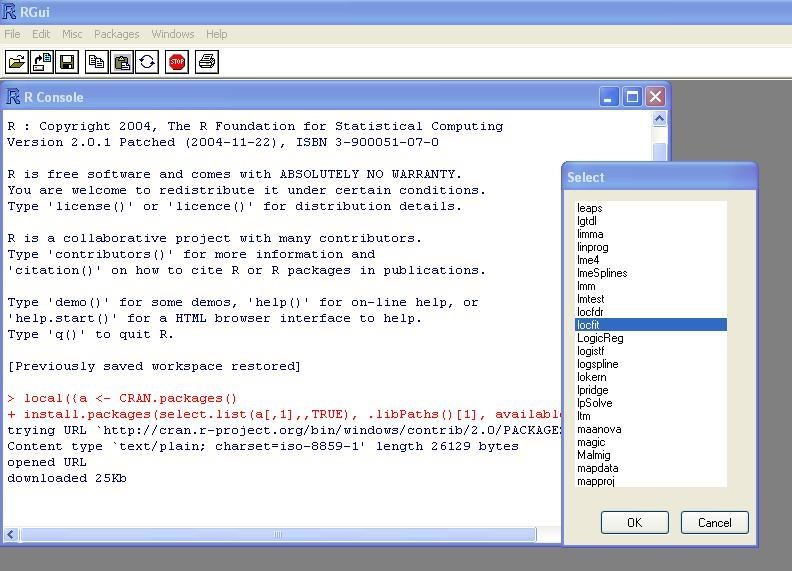 RGui
File Edit Misc Packages Windows Help
STOP
R Console
R : Copyright 2004, The R Foundation for Statistical Computing
Version 2.0.1 Patched (2004-11-22), ISBN 3-900051-07-0
R is free software and comes with ABSOLUTELY NO WARRANTY.
You are welcome to redistribute it under certain conditions.
Type 'license()' or 'licence()' for distribution details.
R is a collaborative project with many contributors.
Type 'contributors()' for more information and
'citation()' on how to cite R or R packages in publications.
Type 'demo()' for some demos, 'help()' for on-line help, or
'help.start()' for a HTML browser interface to help.
Type 'q()' to quit R.
[Previously saved workspace restored]
> local({a <- CRAN.packages()
+ install.packages(select.list(a[,1],,TRUE), .libPaths()[1], available
trying URL `http://cran.r-project.org/bin/windows/contrib/2.0/PACKAGES
Content type `text/plain; charset=iso-8859-1' length 26129 bytes
opened URL
downloaded 25Kb
Select
leaps
lgtdl
limma
linprog
lme4
lmeSplines
lmm
lmtest
locfdr
locfit
LogicReg
logistf
logspline
lokern
lpridge
lpSolve
ltm
maanova
magic
Malmig
mapdata
mapproj
OK
Cancel